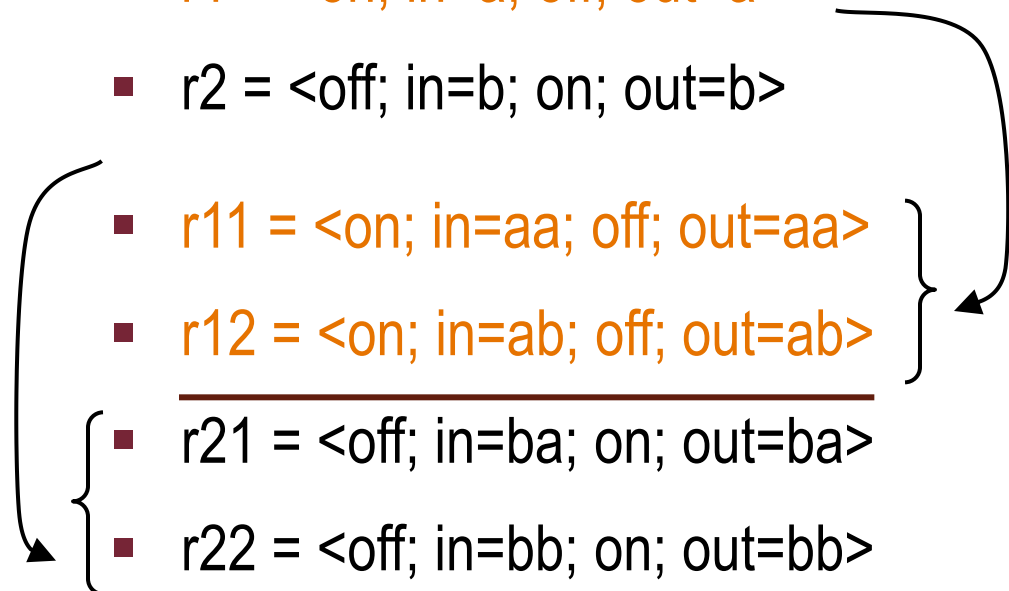 r2 = <off; in=b; on; out=b>
r11 = <on; in=aa; off; out=aa>
r12 = <on; in=ab; off; out=ab>
r21 = <off; in=ba; on; out=ba>
r22 = <off; in=bb; on; out=bb>